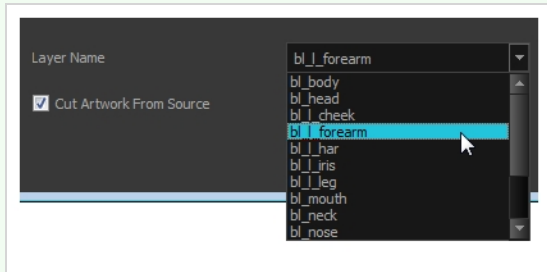 Layer Name
bl_l_forearm
Cut Artwork From Source
bl_body
bl_head
bl_l_cheek
bl_l_forearm
bl_l_har
bl_l_iris
bl_l_leg
bl_mouth
bl_neck
bl_nose